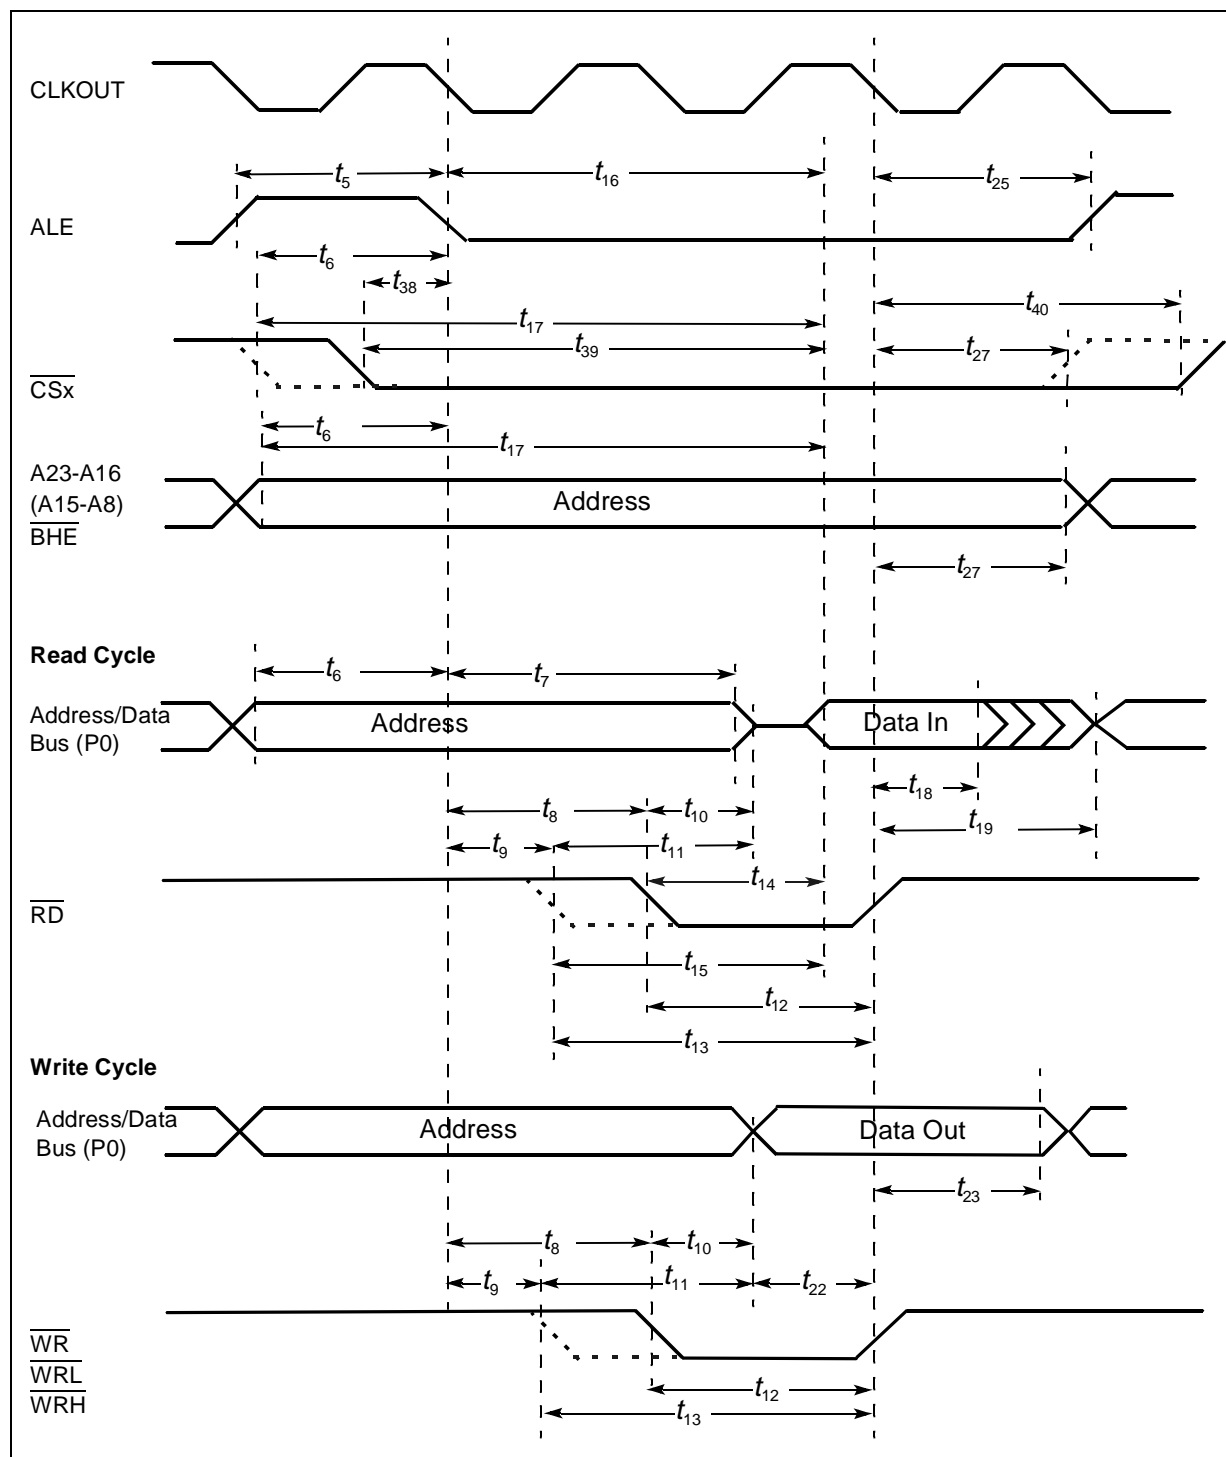 CLKOUT
t5
t16
t25
ALE
t6
t38
t40
t17
t39
t27
CSx
t6
t17
A23-A16
(A15-A8)
Address
BHE
t27
Read Cycle
t6
t7
Address/Data
Bus (P0)
Address
Data In
t18
t8
t10
t19
t9
t11
t14
RD
t15
t12
t13
Write Cycle
Address/Data
Bus (P0)
Address
Data Out
t23
t8
t10
t9
t11
t22
WR
WRL
t12
WRH
t13